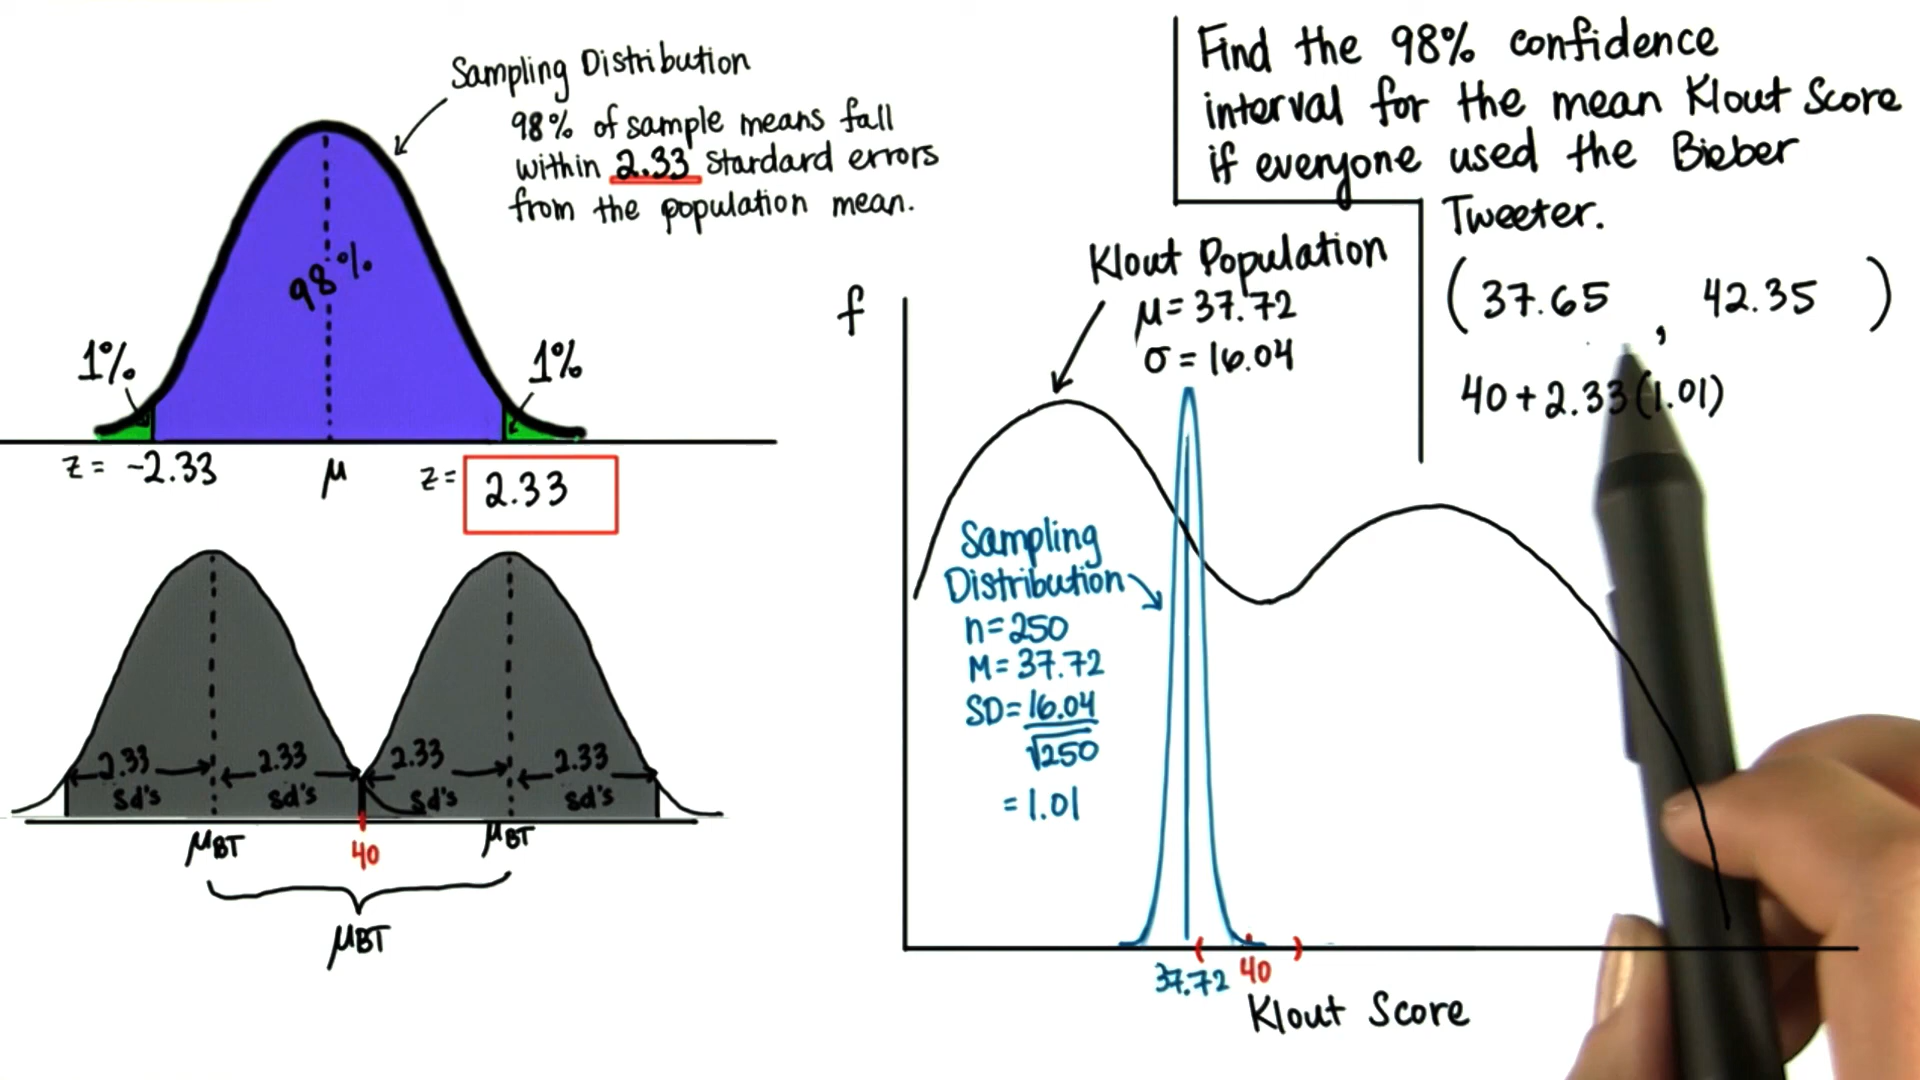 Sampling Distribution
98% of sample means fall
within 2.33 stardard errors
from the population mean.
98%
1%
1%
z = -2.33
μ
z = 2.33
2.33 sd's
2.33 sd's
2.33 sd's
2.33 sd's
μBT
40
μBT
μBT
Find the 98% confidence
interval for the mean Klout Score
if everyone used the Bieber
Tweeter.
(37.65 , 42.35)
40+2.33(1.01)
Klout Population
μ= 37.72
σ = 16.04
f
Sampling
Distribution
n=250
M= 37.72
SD= 16.04
√250
= 1.01
37.72
( 40 )
Klout Score